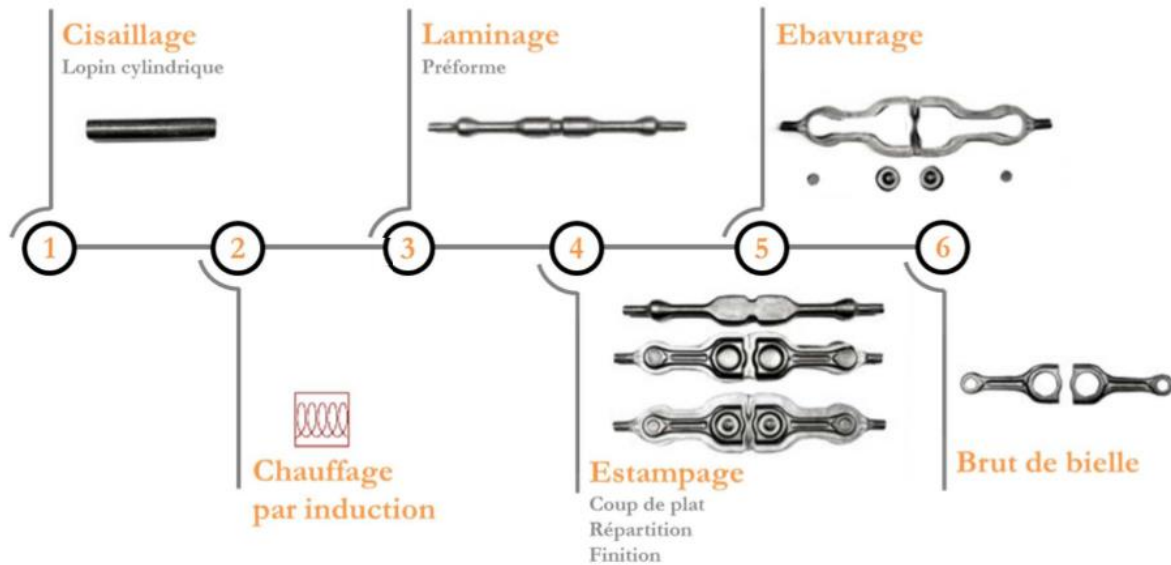 Cisaillage
Lopin cylindrique
Laminage
Préforme
Ebavurage
1
2
3
4
5
6
Chauffage
par induction
Estampage
Coup de plat
Répartition
Finition
Brut de bielle